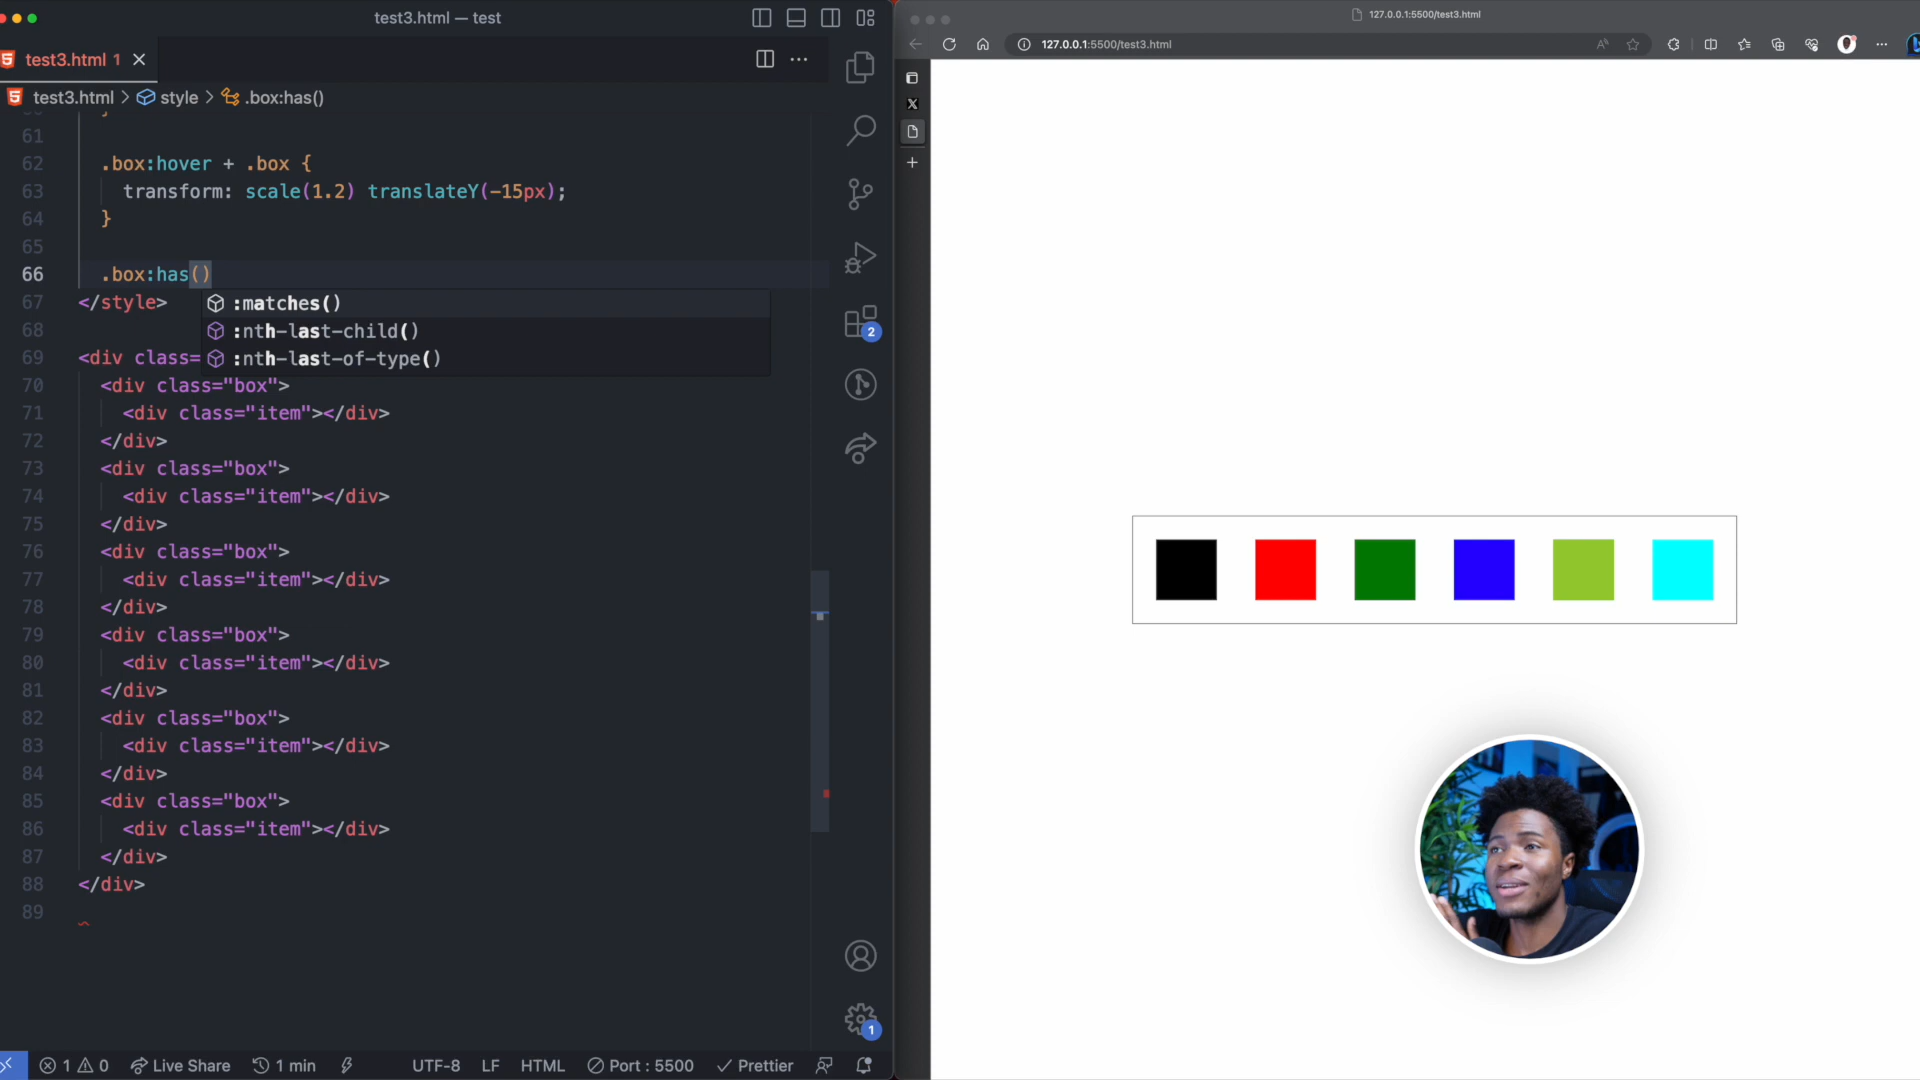 test3.html — test
test3.html 1
test3.html > style > .box:has()
61
62 .box:hover + .box {
63 transform: scale(1.2) translateY(-15px);
64 }
65
66 .box:has()
67 </style>
:matches()
68
:nth-last-child()
69 <div class=
:nth-last-of-type()
70 <div class="box">
71 <div class="item"></div>
72 </div>
73 <div class="box">
74 <div class="item"></div>
75 </div>
76 <div class="box">
77 <div class="item"></div>
78 </div>
79 <div class="box">
80 <div class="item"></div>
81 </div>
82 <div class="box">
83 <div class="item"></div>
84 </div>
85 <div class="box">
86 <div class="item"></div>
87 </div>
88 </div>
89
2
1
1 0 Live Share 1 min UTF-8 LF HTML Port : 5500 Prettier
127.0.0.1:5500/test3.html
127.0.0.1:5500/test3.html